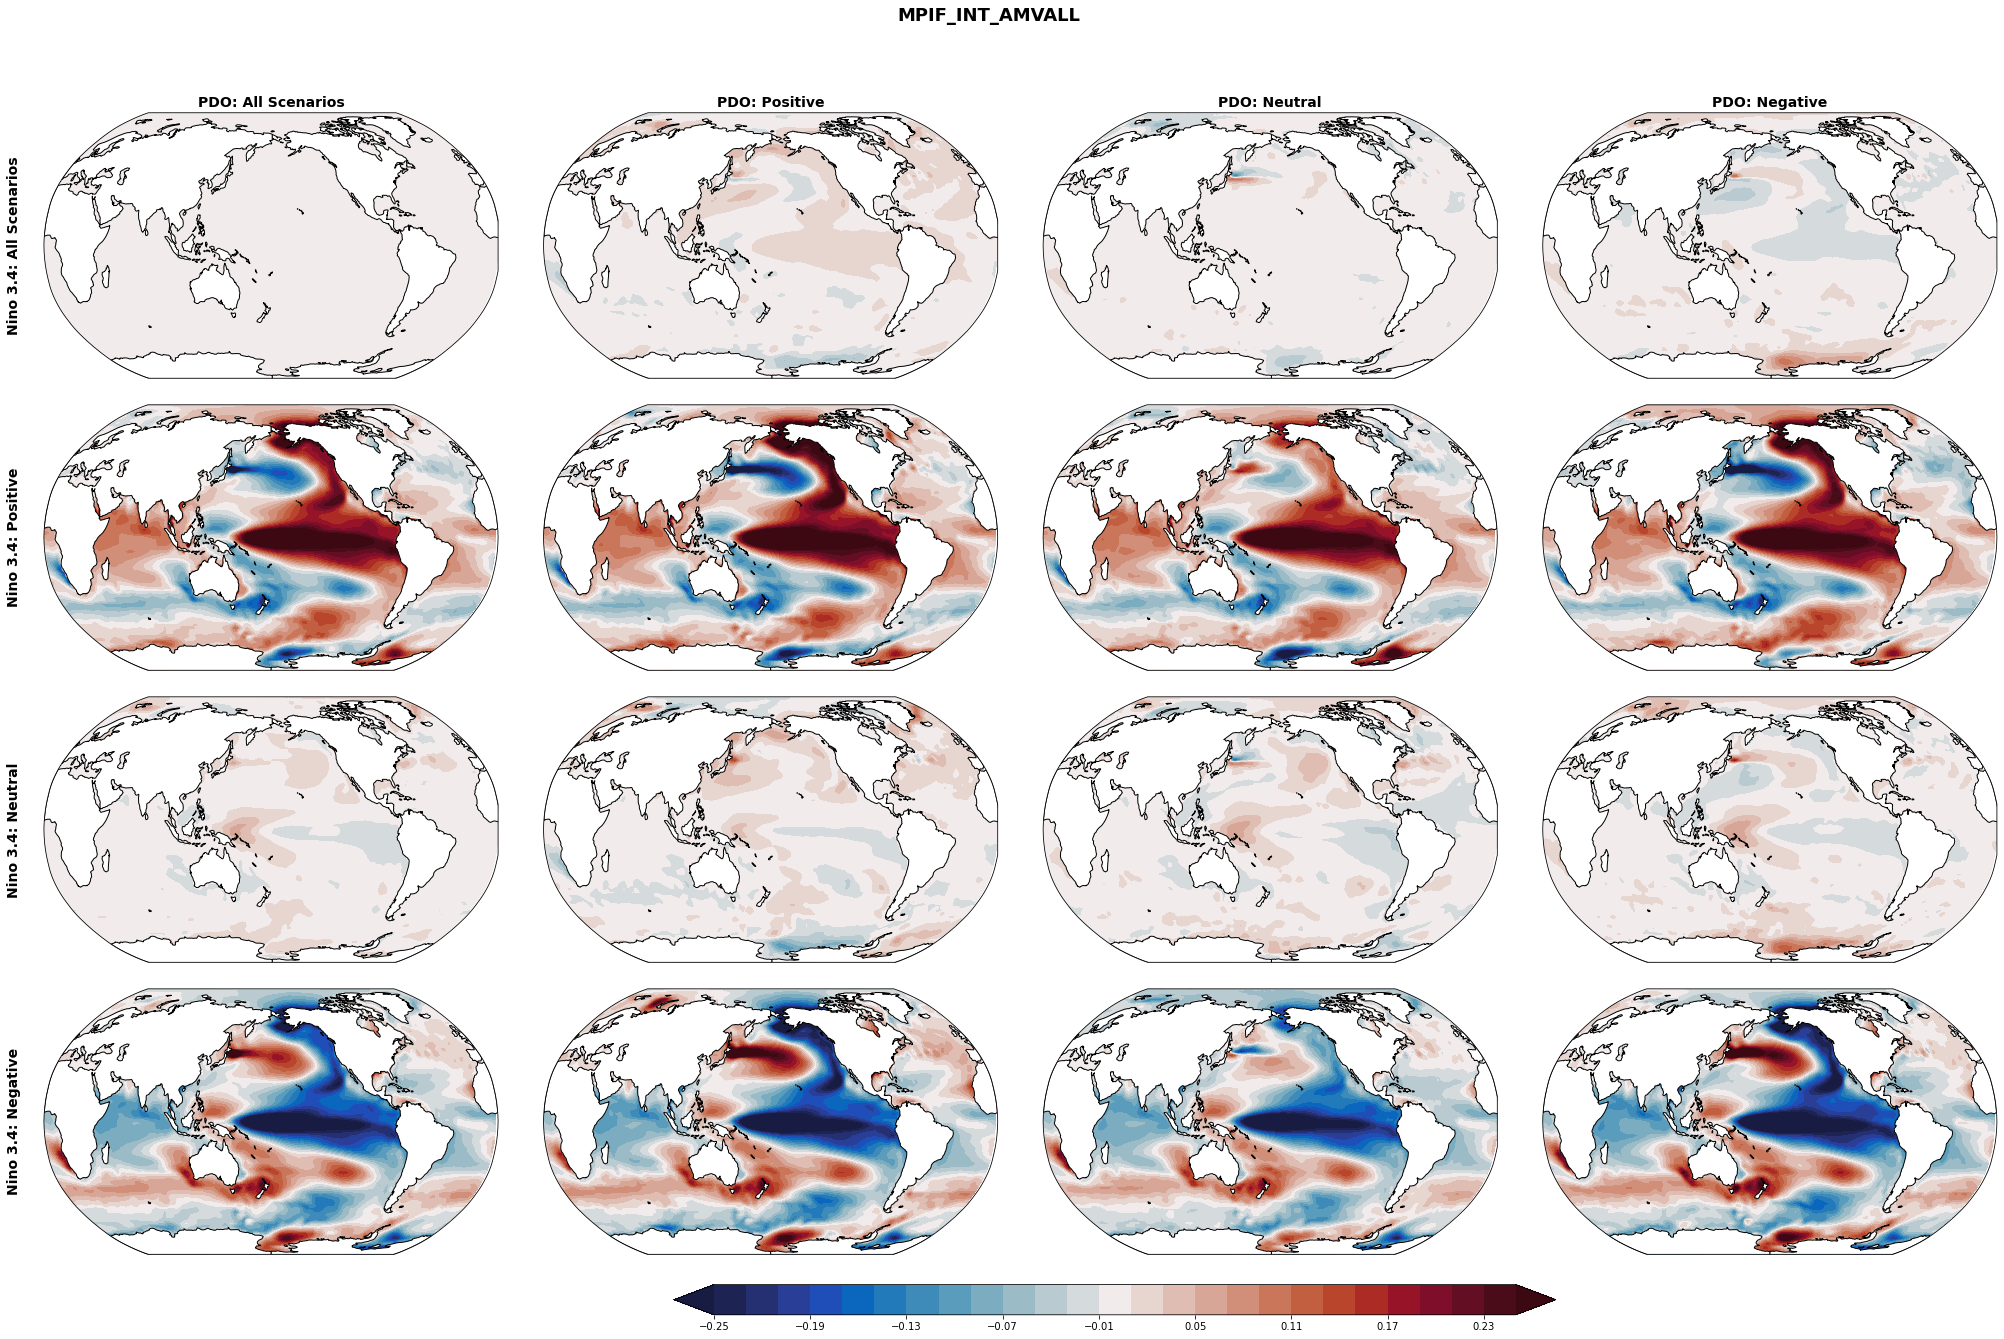 MPIF_INT_AMVALL
PDO: All Scenarios
PDO: Positive
PDO: Neutral
PDO: Negative
Nino 3.4: All Scenarios
Nino 3.4: Positive
Nino 3.4: Neutral
Nino 3.4: Negative
−0.25
−0.19
−0.13
−0.07
−0.01
0.05
0.11
0.17
0.23